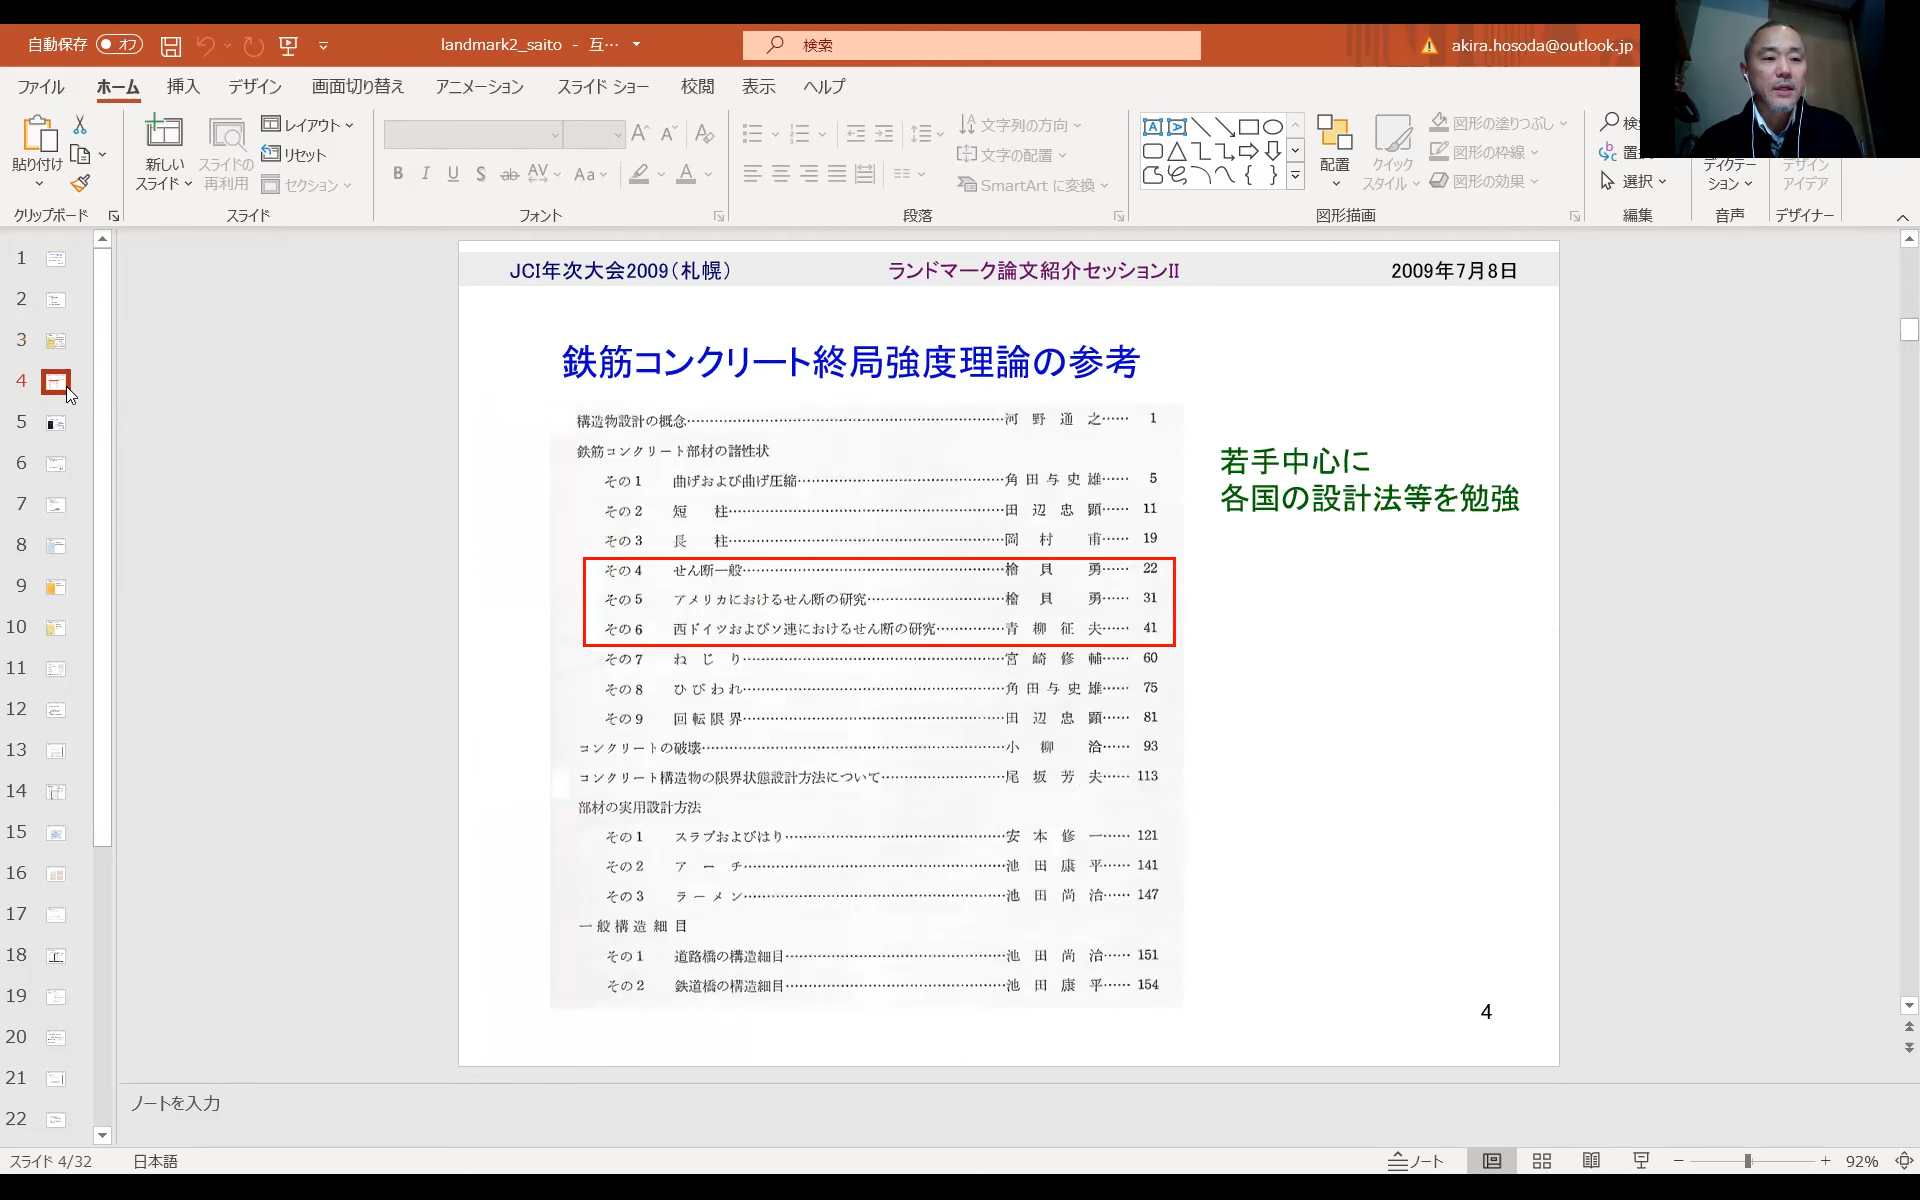 自動保存 オフ landmark2_saito - 互… 検索 akira.hosoda@outlook.jp
ファイル ホーム 挿入 デザイン 画面切り替え アニメーション スライド ショー 校閲 表示 ヘルプ
貼り付け
新しい
スライド
スライドの
再利用
レイアウト
リセット
セクション
B I U S ab AV Aa A
文字列の方向
文字の配置
SmartArt に変換
配置
クイック
スタイル
図形の塗りつぶし
図形の枠線
図形の効果
選択
ディクテー
ション
デザイン
アイデア
クリップボード スライド フォント 段落 図形描画 編集 音声 デザイナー
1
2
3
4
5
6
7
8
9
10
11
12
13
14
15
16
17
18
19
20
21
22
JCI年次大会2009(札幌) ランドマーク論文紹介セッションII 2009年7月8日
鉄筋コンクリート終局強度理論の参考
構造物設計の概念……河野通之……1
鉄筋コンクリート部材の諸性状
その1 曲げおよび曲げ圧縮……角田与史雄……5
その2 短柱……田辺忠顕……11
その3 長柱……岡村甫……19
その4 せん断一般……檜貝勇……22
その5 アメリカにおけるせん断の研究……檜貝勇……31
その6 西ドイツおよびソ連におけるせん断の研究……青柳征夫……41
その7 ねじり……宮崎修輔……60
その8 ひびわれ……角田与史雄……75
その9 回転限界……田辺忠顕……81
コンクリートの破壊……小柳洽……93
コンクリート構造物の限界状態設計方法について……尾坂芳夫……113
部材の実用設計方法
その1 スラブおよびはり……安本修一……121
その2 アーチ……池田康平……141
その3 ラーメン……池田尚治……147
一般構造細目
その1 道路橋の構造細目……池田尚治……151
その2 鉄道橋の構造細目……池田康平……154
若手中心に
各国の設計法等を勉強
4
ノートを入力
スライド 4/32 日本語 ノート 92%